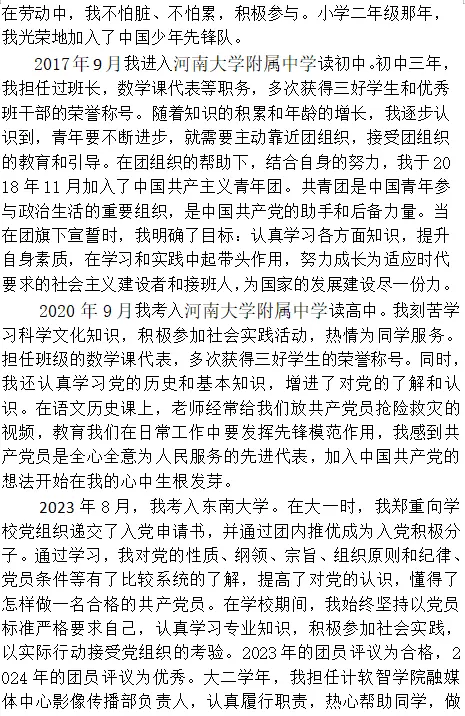 在劳动中，我不怕脏、不怕累，积极参与。小学二年级那年，
我光荣地加入了中国少年先锋队。
2017年9月我进入河南大学附属中学读初中。初中三年，
我担任过班长，数学课代表等职务，多次获得三好学生和优秀
班干部的荣誉称号。随着知识的积累和年龄的增长，我逐步认
识到，青年要不断进步，就需要主动靠近团组织，接受团组织
的教育和引导。在团组织的帮助下，结合自身的努力，我于20
18年11月加入了中国共产主义青年团。共青团是中国青年参
与政治生活的重要组织，是中国共产党的助手和后备力量。当
在团旗下宣誓时，我明确了目标：认真学习各方面知识，提升
自身素质，在学习和实践中起带头作用，努力成长为适应时代
要求的社会主义建设者和接班人，为国家的发展建设尽一份力。
2020年9月我考入河南大学附属中学读高中。我刻苦学
习科学文化知识，积极参加社会实践活动，热情为同学服务。
担任班级的数学课代表，多次获得三好学生的荣誉称号。同时，
我还认真学习党的历史和基本知识，增进了对党的了解和认
识。在语文历史课上，老师经常给我们放共产党员抢险救灾的
视频，教育我们在日常工作中要发挥先锋模范作用，我感到共
产党员是全心全意为人民服务的先进代表，加入中国共产党的
想法开始在我的心中生根发芽。
2023年8月，我考入东南大学。在大一时，我郑重向学
校党组织递交了入党申请书，并通过团内推优成为入党积极分
子。通过学习，我对党的性质、纲领、宗旨、组织原则和纪律、
党员条件等有了比较系统的了解，提高了对党的认识，懂得了
怎样做一名合格的共产党员。在学校期间，我始终坚持以党员
标准严格要求自己，认真学习专业知识，积极参加社会实践，
以实际行动接受党组织的考验。2023年的团员评议为合格，2
024年的团员评议为优秀。大二学年，我担任计软智学院融媒
体中心影像传播部负责人，认真履行职责，热心帮助同学，做